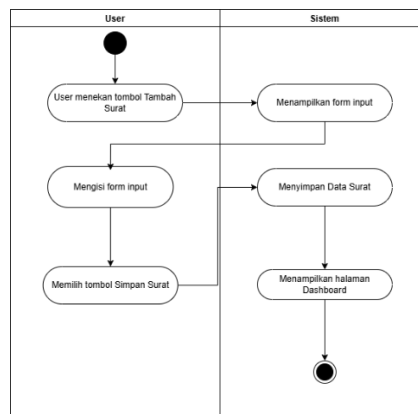 User
Sistem
User menekan tombol Tambah
Surat
Menampilkan form input
Mengisi form input
Menyimpan Data Surat
Memilih tombol Simpan Surat
Menampilkan halaman
Dashboard